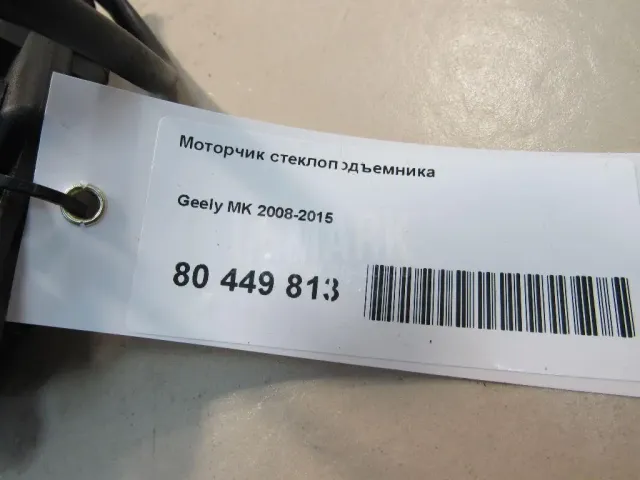 Моторчик стеклоподъемника
Geely MK 2008-2015
80 449 813